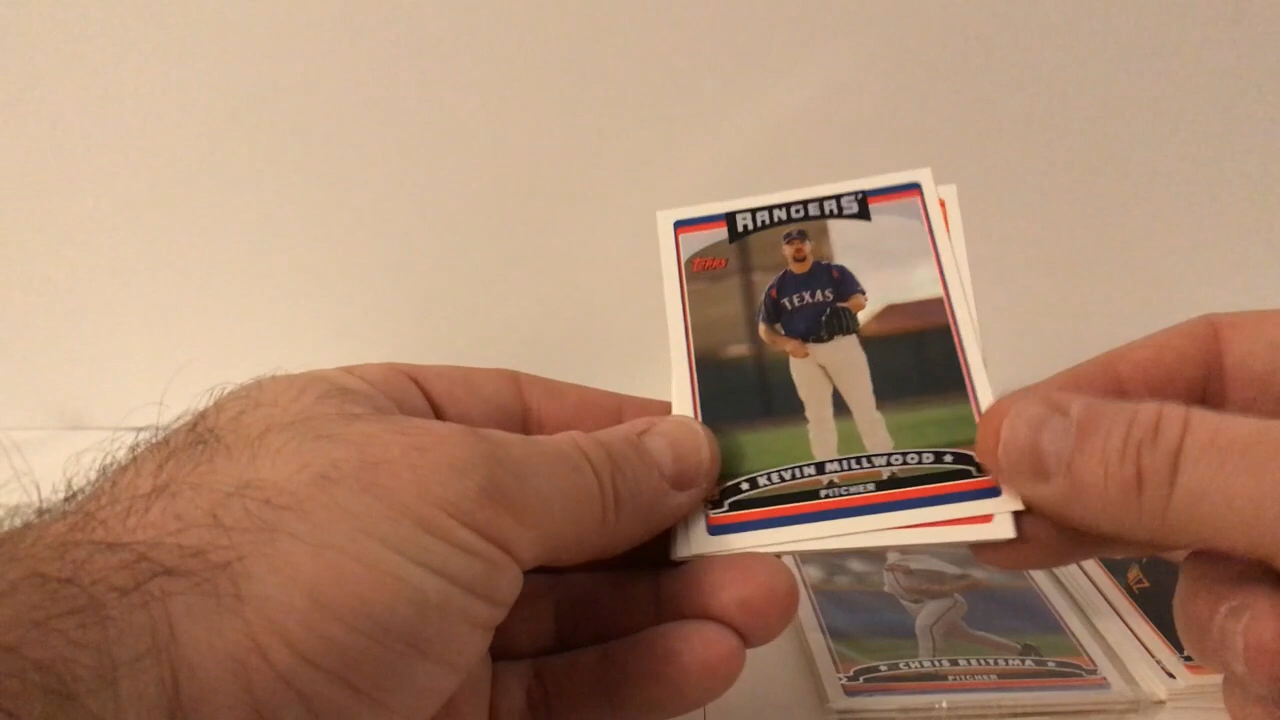 RANGERS
Topps
TEXAS
★ KEVIN MILLWOOD ★
PITCHER
★ CHRIS REITSMA ★
PITCHER